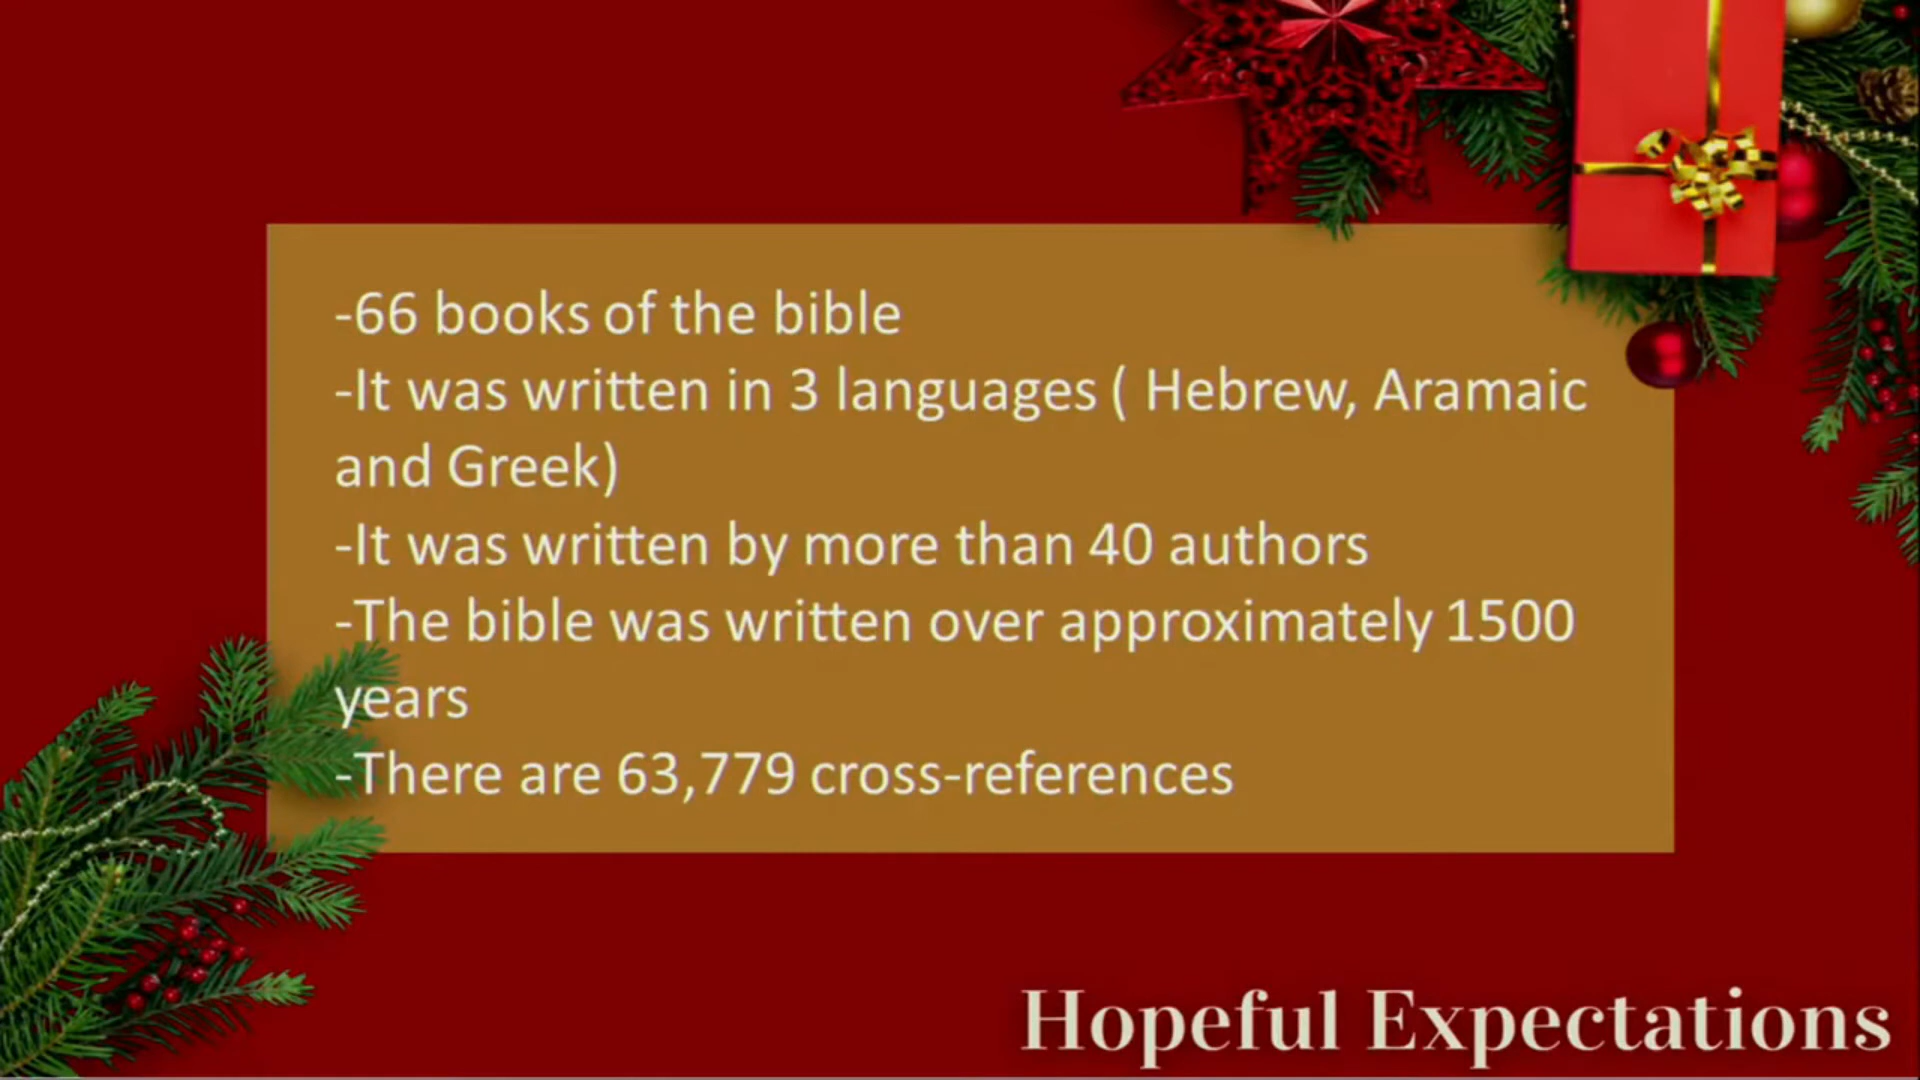 -66 books of the bible
-It was written in 3 languages ( Hebrew, Aramaic
and Greek)
-It was written by more than 40 authors
-The bible was written over approximately 1500
years
-There are 63,779 cross-references
Hopeful Expectations